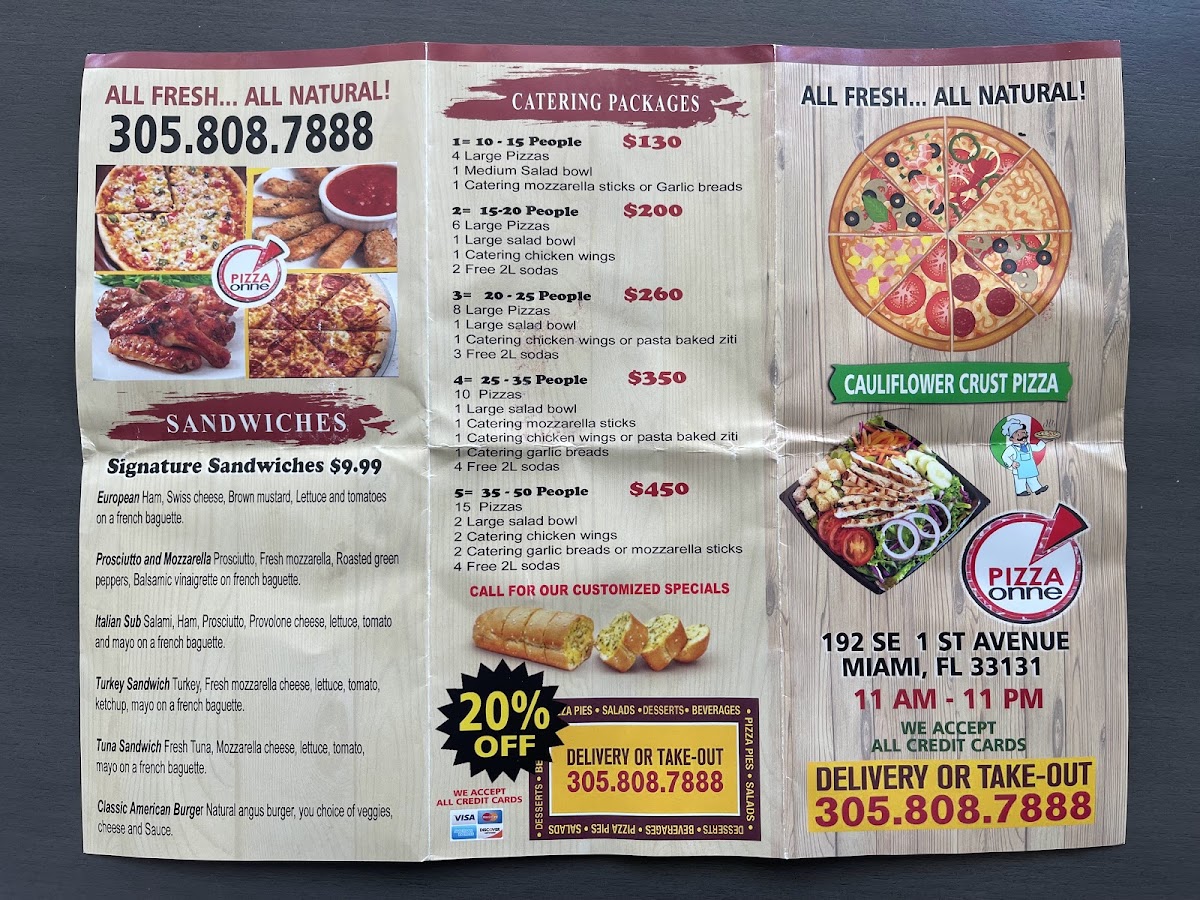 ALL FRESH... ALL NATURAL!
305.808.7888
PIZZA
onne
SANDWICHES
Signature Sandwiches $9.99
European Ham, Swiss cheese, Brown mustard, Lettuce and tomatoes
on a french baguette.
Prosciutto and Mozzarella Prosciutto, Fresh mozzarella, Roasted green
peppers, Balsamic vinaigrette on french baguette.
Italian Sub Salami, Ham, Prosciutto, Provolone cheese, lettuce, tomato
and mayo on a french baguette.
Turkey Sandwich Turkey, Fresh mozzarella cheese, lettuce, tomato,
ketchup, mayo on a french baguette.
Tuna Sandwich Fresh Tuna, Mozzarella cheese, lettuce, tomato,
mayo on a french baguette.
Classic American Burger Natural angus burger, you choice of veggies,
cheese and Sauce.
CATERING PACKAGES
1= 10 - 15 People $130
4 Large Pizzas
1 Medium Salad bowl
1 Catering mozzarella sticks or Garlic breads
2= 15-20 People $200
6 Large Pizzas
1 Large salad bowl
1 Catering chicken wings
2 Free 2L sodas
3= 20 - 25 People $260
8 Large Pizzas
1 Large salad bowl
1 Catering chicken wings or pasta baked ziti
3 Free 2L sodas
4= 25 - 35 People $350
10 Pizzas
1 Large salad bowl
1 Catering mozzarella sticks
1 Catering chicken wings or pasta baked ziti
1 Catering garlic breads
4 Free 2L sodas
5= 35 - 50 People $450
15 Pizzas
2 Large salad bowl
2 Catering chicken wings
2 Catering garlic breads or mozzarella sticks
4 Free 2L sodas
CALL FOR OUR CUSTOMIZED SPECIALS
20%
OFF
ZA PIES • SALADS • DESSERTS • BEVERAGES •
PIZZA PIES • SALADS •
DESSERTS • BEVERAGES • PIZZA PIES • SALADS
• DESSERTS • BE
DELIVERY OR TAKE-OUT
305.808.7888
WE ACCEPT
ALL CREDIT CARDS
VISA
DISCOVER
ALL FRESH... ALL NATURAL!
CAULIFLOWER CRUST PIZZA
PIZZA
onne
192 SE 1 ST AVENUE
MIAMI, FL 33131
11 AM - 11 PM
WE ACCEPT
ALL CREDIT CARDS
DELIVERY OR TAKE-OUT
305.808.7888